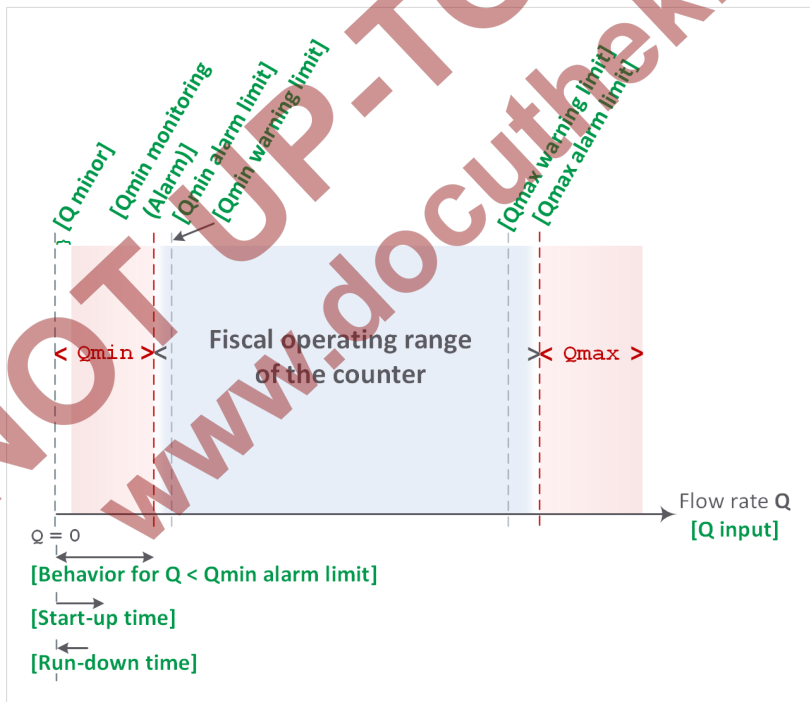 } [Q minor]
[Qmin monitoring
(Alarm)]
[Qmin alarm limit]
[Qmin warning limit]
[Qmax warning limit]
[Qmax alarm limit]
< Qmin >
<
Fiscal operating range
of the counter
>
< Qmax >
Flow rate Q
[Q input]
Q = 0
[Behavior for Q < Qmin alarm limit]
[Start-up time]
[Run-down time]
NOT UP-TO
www.docuthek